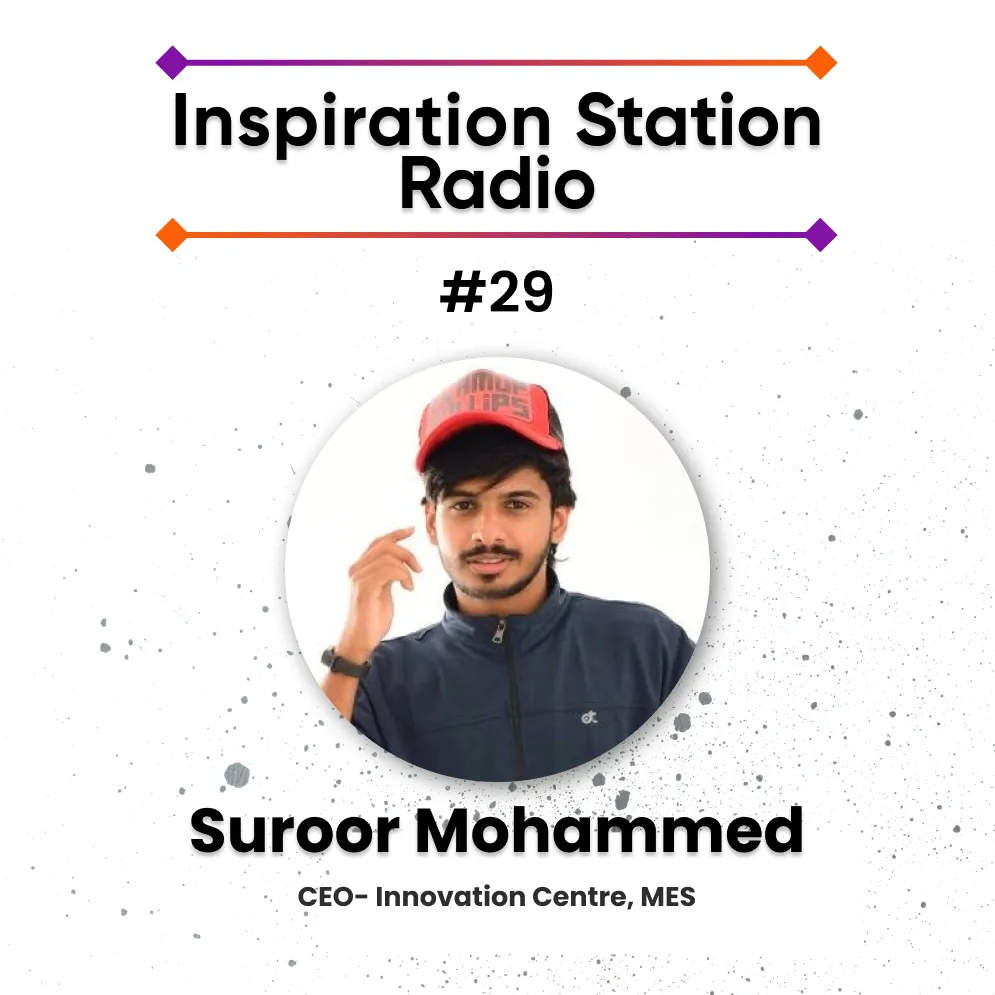 Inspiration Station
Radio
#29
Suroor Mohammed
CEO- Innovation Centre, MES